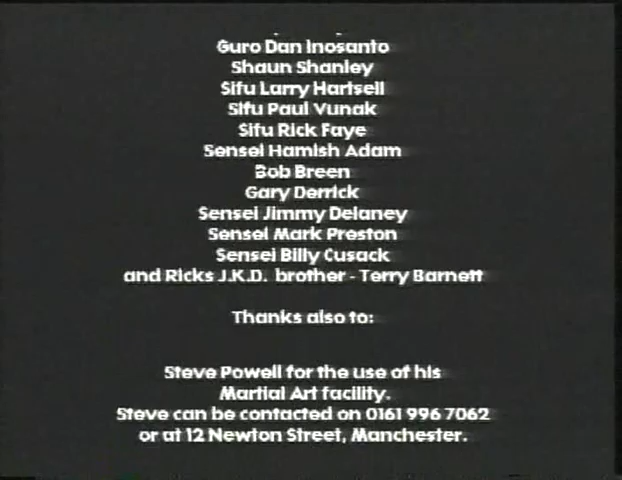 Guro Dan Inosanto
Shaun Shanley
Sifu Larry Hartsell
Sifu Paul Vunak
Sifu Rick Faye
Sensei Hamish Adam
Bob Breen
Gary Derrick
Sensei Jimmy Delaney
Sensei Mark Preston
Sensei Billy Cusack
and Ricks J.K.D. brother - Terry Barnett
Thanks also to:
Steve Powell for the use of his
Martial Art facility.
Steve can be contacted on 0161 996 7062
or at 12 Newton Street, Manchester.